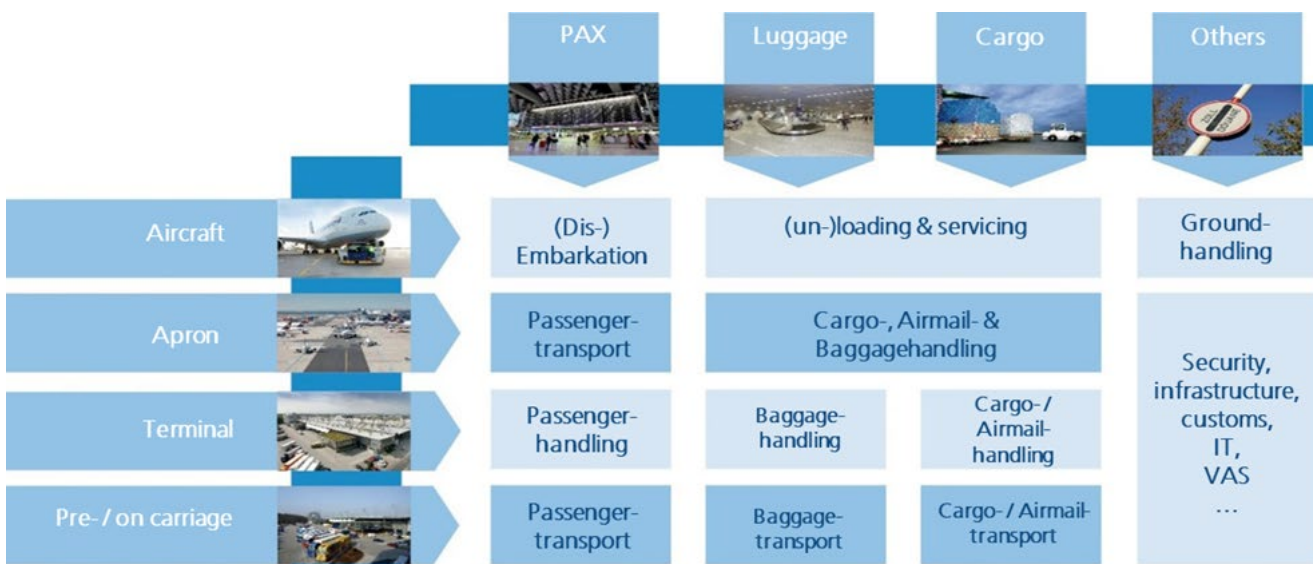 PAX
Luggage
Cargo
Others
ZOLL
DOUANE
Aircraft
(Dis-)
Embarkation
(un-)loading & servicing
Ground-
handling
Apron
Passenger-
transport
Cargo-, Airmail- &
Baggagehandling
Security,
infrastructure,
customs,
IT,
VAS
...
Terminal
Passenger-
handling
Baggage-
handling
Cargo- /
Airmail-
handling
Pre- / on carriage
Passenger-
transport
Baggage-
transport
Cargo- / Airmail-
transport